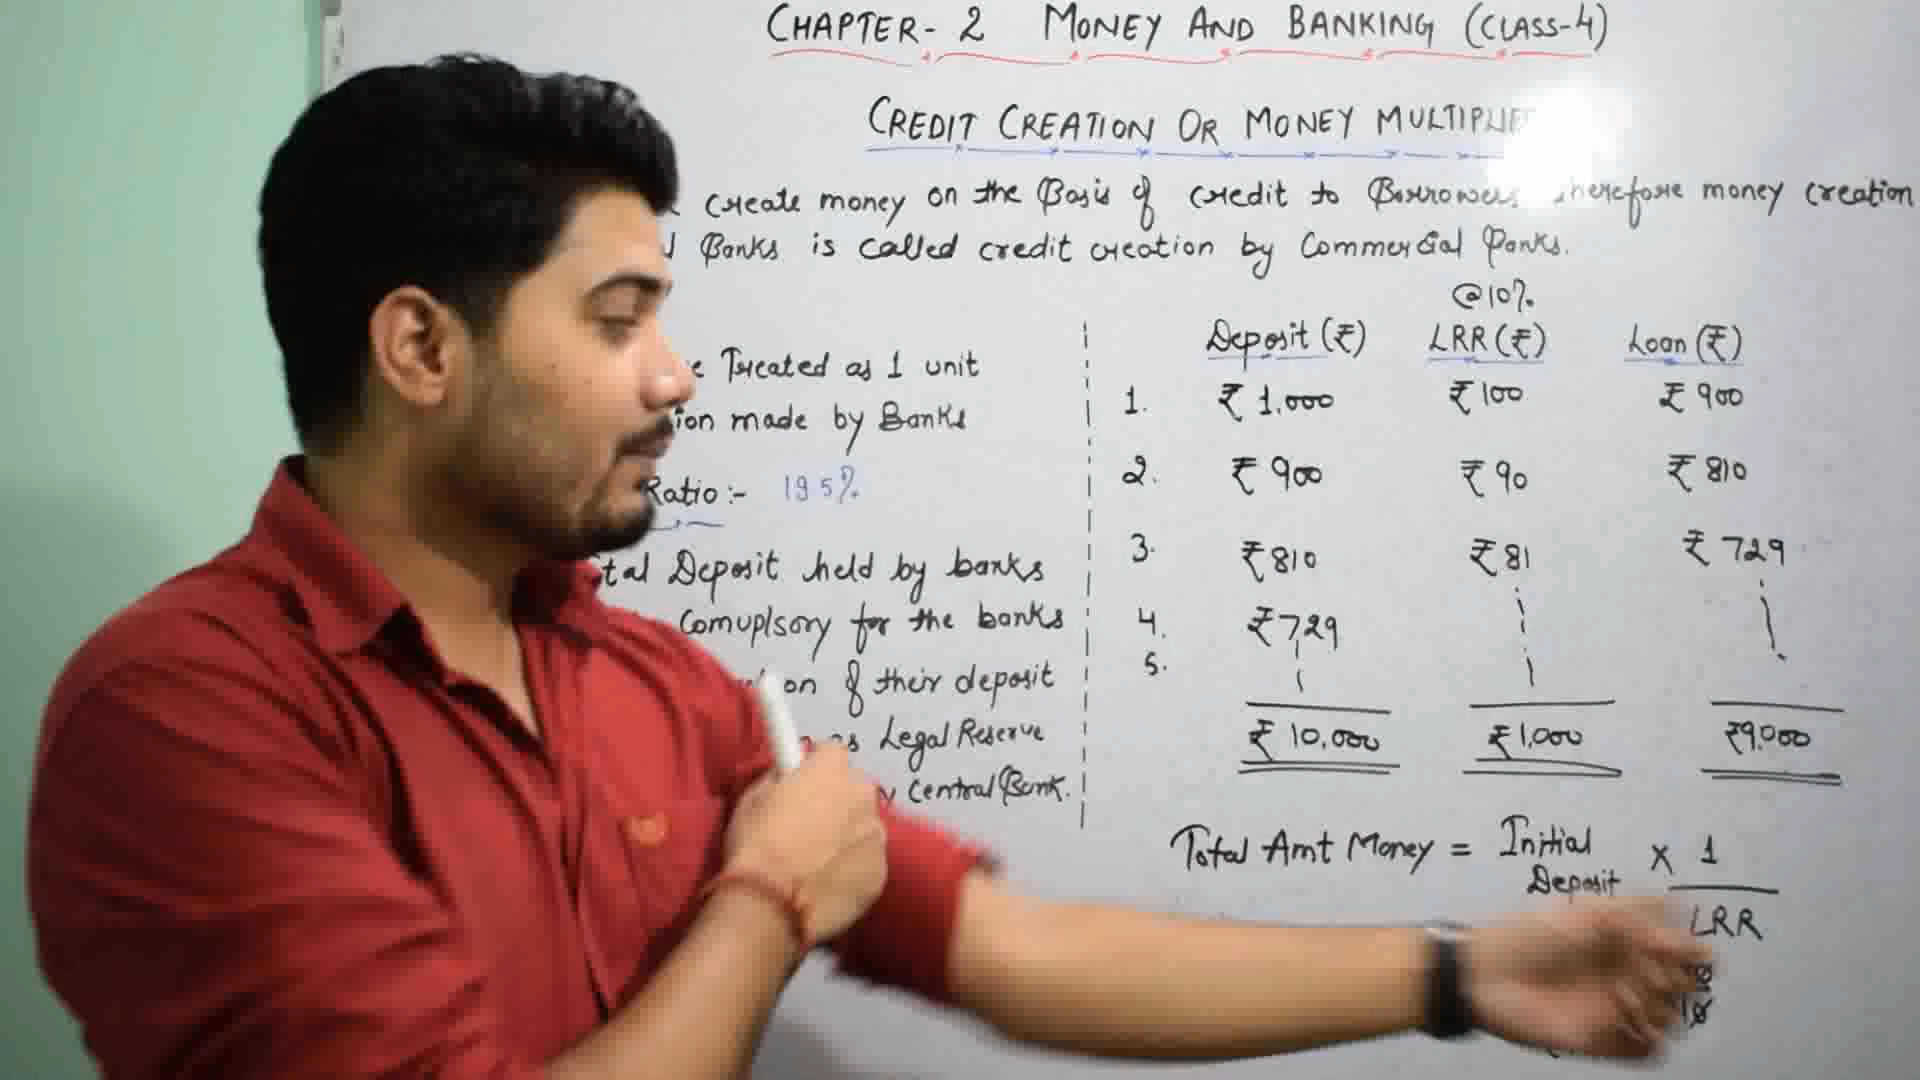 CHAPTER- 2 MONEY AND BANKING (CLASS-4)
CREDIT CREATION OR MONEY MULTIPLIE
create money on the Basis of credit to Borrowers therefore money creation
Banks is called credit creation by Commercial Banks.
Treated as 1 unit
made by Banks
Ratio :- 19.5%
Deposit held by banks
Comuplsory for the banks
on of their deposit
as Legal Reserve
Central Bank.
@10%
Deposit (₹) LRR (₹) Loan (₹)
1. ₹ 1,000 ₹ 100 ₹ 900
2. ₹ 900 ₹ 90 ₹ 810
3. ₹ 810 ₹ 81 ₹ 729
4. ₹ 729
5.
₹ 10,000 ₹ 1,000 ₹9,000
Total Amt Money = Initial Deposit X 1
LRR